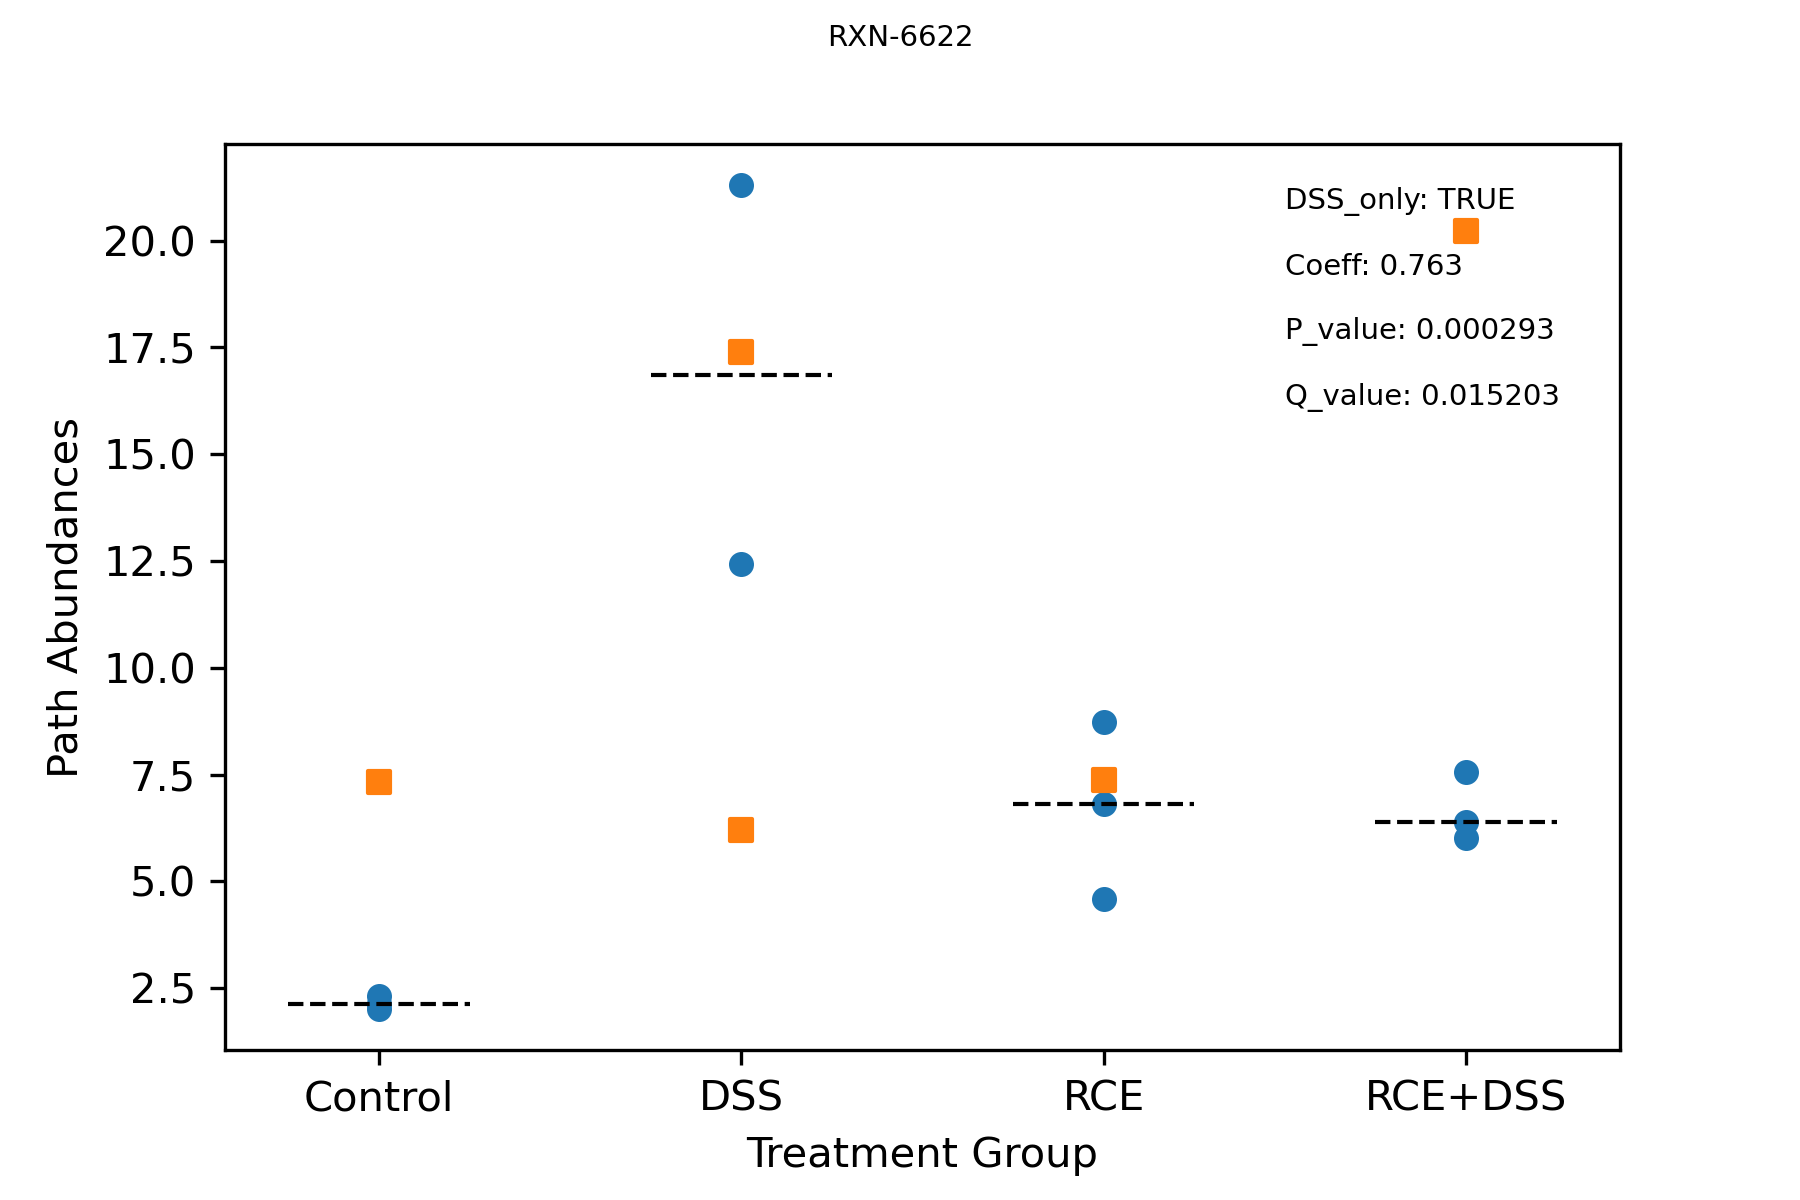 RXN-6622
DSS_only: TRUE
Coeff: 0.763
P_value: 0.000293
Q_value: 0.015203
Path Abundances
20.0
17.5
15.0
12.5
10.0
7.5
5.0
2.5
Control DSS RCE RCE+DSS
Treatment Group